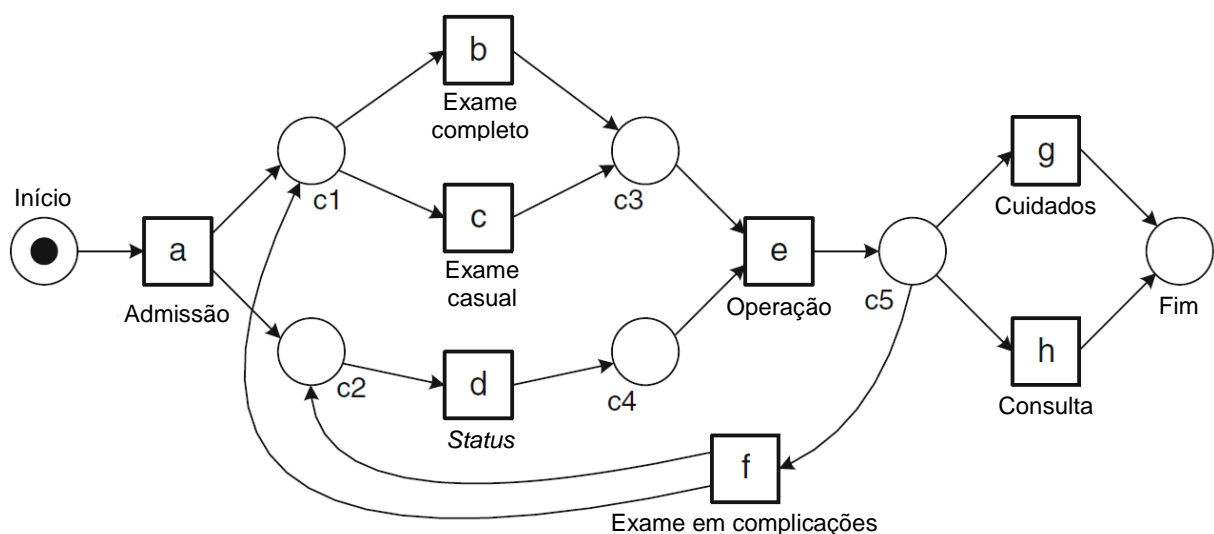 b
Exame
completo
Início
c1
c
Exame
casual
c3
g
Cuidados
a
Admissão
e
Operação
c5
Fim
c2
d
Status
c4
h
Consulta
f
Exame em complicações